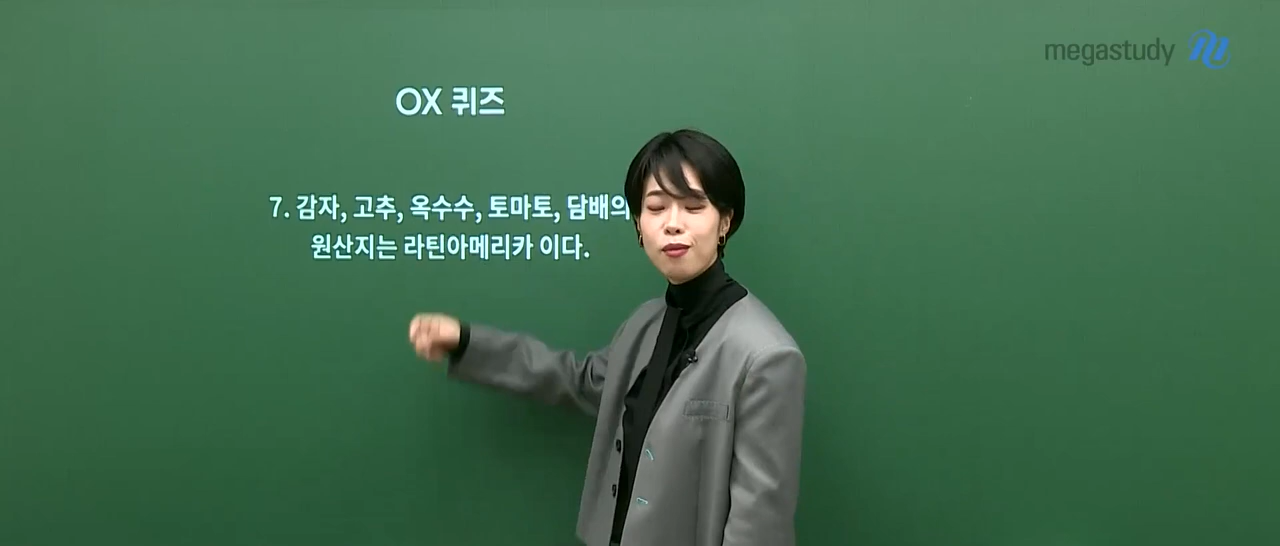 megastudy
OX 퀴즈
7. 감자, 고추, 옥수수, 토마토, 담배의
원산지는 라틴아메리카 이다.